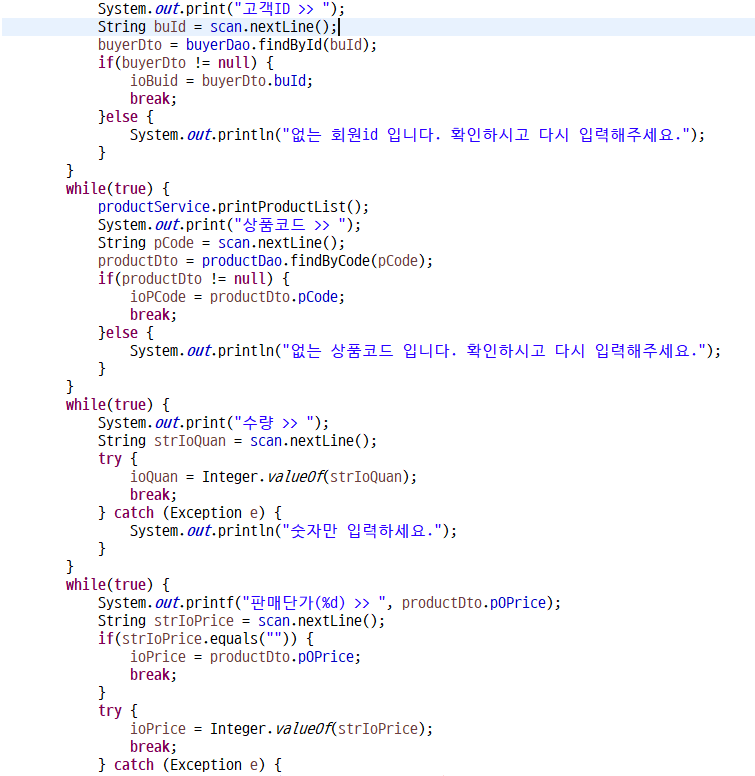 System.out.print("고객ID >> ");
String buId = scan.nextLine();
buyerDto = buyerDao.findById(buId);
if(buyerDto != null) {
ioBuid = buyerDto.buId;
break;
}else {
System.out.println("없는 회원id 입니다. 확인하시고 다시 입력해주세요.");
}
}
while(true) {
productService.printProductList();
System.out.print("상품코드 >> ");
String pCode = scan.nextLine();
productDto = productDao.findByCode(pCode);
if(productDto != null) {
ioPCode = productDto.pCode;
break;
}else {
System.out.println("없는 상품코드 입니다. 확인하시고 다시 입력해주세요.");
}
}
while(true) {
System.out.print("수량 >> ");
String strIoQuan = scan.nextLine();
try {
ioQuan = Integer.valueOf(strIoQuan);
break;
} catch (Exception e) {
System.out.println("숫자만 입력하세요.");
}
}
while(true) {
System.out.printf("판매단가(%d) >> ", productDto.pOPrice);
String strIoPrice = scan.nextLine();
if(strIoPrice.equals("")) {
ioPrice = productDto.pOPrice;
break;
}
try {
ioPrice = Integer.valueOf(strIoPrice);
break;
} catch (Exception e) {